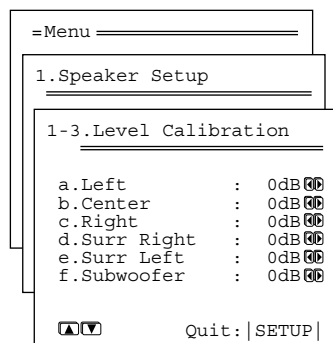 =Menu
1.Speaker Setup
1-3.Level Calibration
a.Left : 0dB
b.Center : 0dB
c.Right : 0dB
d.Surr Right : 0dB
e.Surr Left : 0dB
f.Subwoofer : 0dB
Quit:|SETUP|